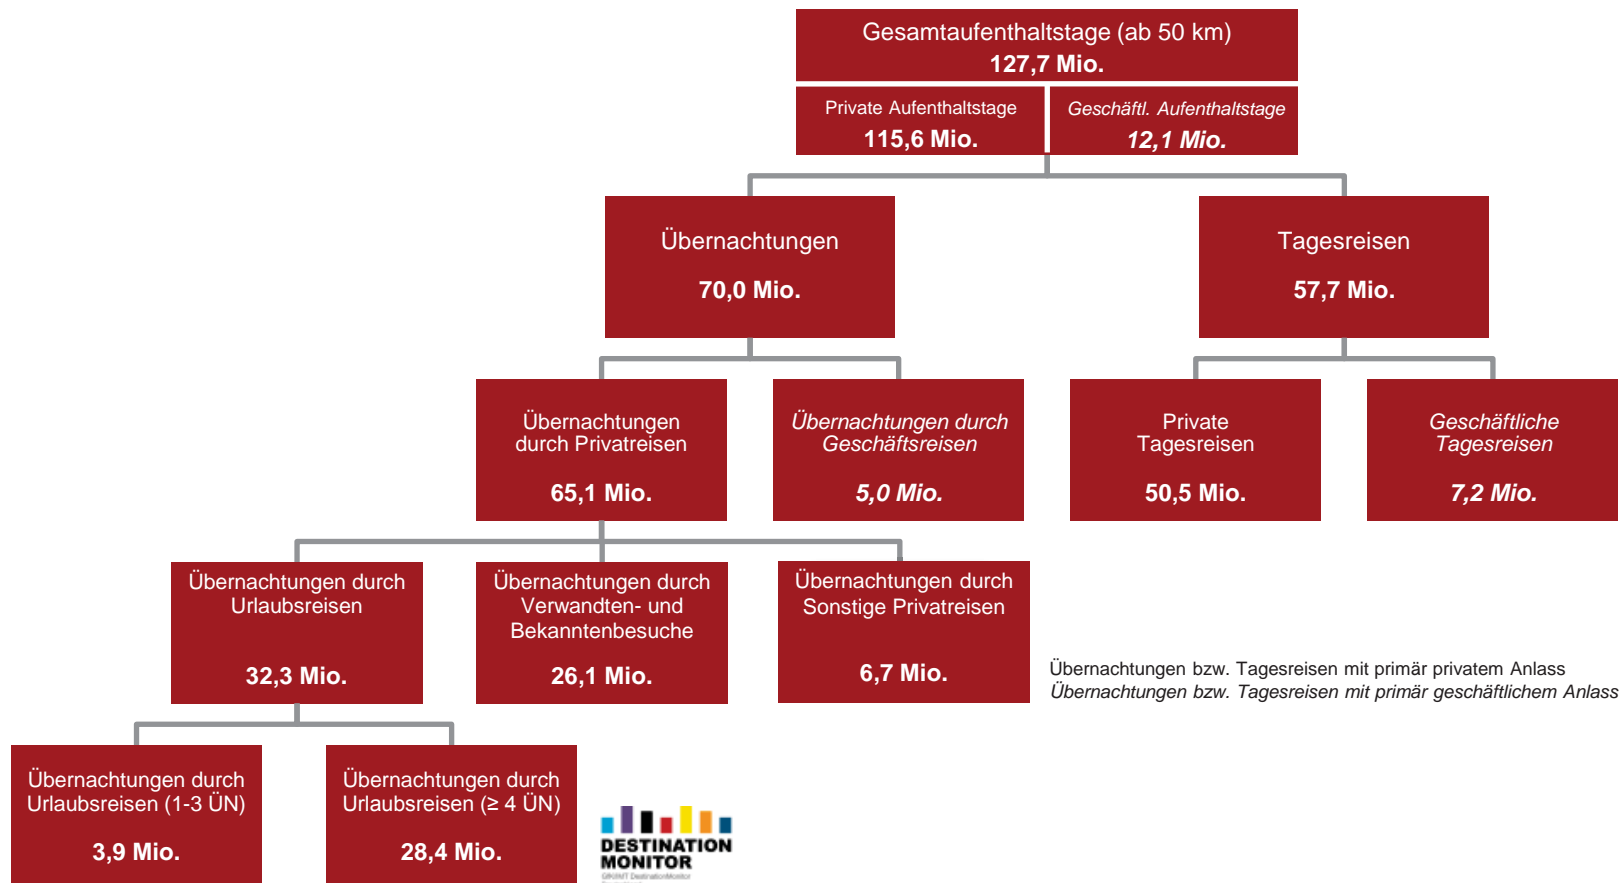 Gesamtaufenthaltstage (ab 50 km)
127,7 Mio.
Private Aufenthaltstage
115,6 Mio.
Geschäftl. Aufenthaltstage
12,1 Mio.
Übernachtungen
70,0 Mio.
Tagesreisen
57,7 Mio.
Übernachtungen
durch Privatreisen
65,1 Mio.
Übernachtungen durch
Geschäftsreisen
5,0 Mio.
Private
Tagesreisen
50,5 Mio.
Geschäftliche
Tagesreisen
7,2 Mio.
Übernachtungen durch
Urlaubsreisen
32,3 Mio.
Übernachtungen durch
Verwandten- und
Bekanntenbesuche
26,1 Mio.
Übernachtungen durch
Sonstige Privatreisen
6,7 Mio.
Übernachtungen bzw. Tagesreisen mit primär privatem Anlass
Übernachtungen bzw. Tagesreisen mit primär geschäftlichem Anlass
Übernachtungen durch
Urlaubsreisen (1-3 ÜN)
3,9 Mio.
Übernachtungen durch
Urlaubsreisen (≥ 4 ÜN)
28,4 Mio.
DESTINATION
MONITOR
DestinationMonitor